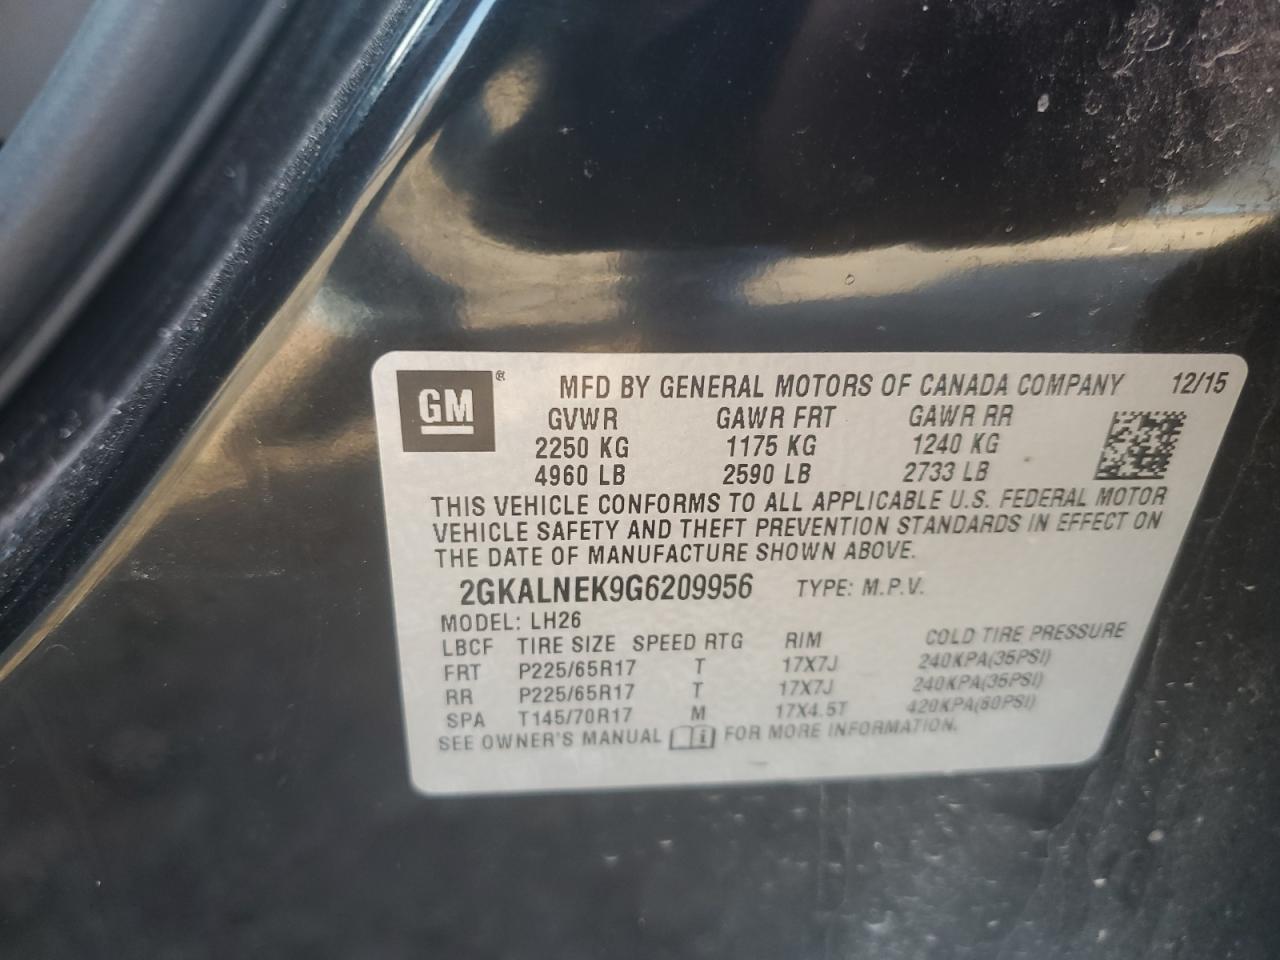 GM ® MFD BY GENERAL MOTORS OF CANADA COMPANY 12/15
GVWR GAWR FRT GAWR RR
2250 KG 1175 KG 1240 KG
4960 LB 2590 LB 2733 LB
THIS VEHICLE CONFORMS TO ALL APPLICABLE U.S. FEDERAL MOTOR
VEHICLE SAFETY AND THEFT PREVENTION STANDARDS IN EFFECT ON
THE DATE OF MANUFACTURE SHOWN ABOVE.
2GKALNEK9G6209956 TYPE: M.P.V.
MODEL: LH26
LBCF TIRE SIZE SPEED RTG RIM COLD TIRE PRESSURE
FRT P225/65R17 T 17X7J 240KPA(35PSI)
RR P225/65R17 T 17X7J 240KPA(35PSI)
SPA T145/70R17 M 17X4.5T 420KPA(60PSI)
SEE OWNER'S MANUAL i FOR MORE INFORMATION.